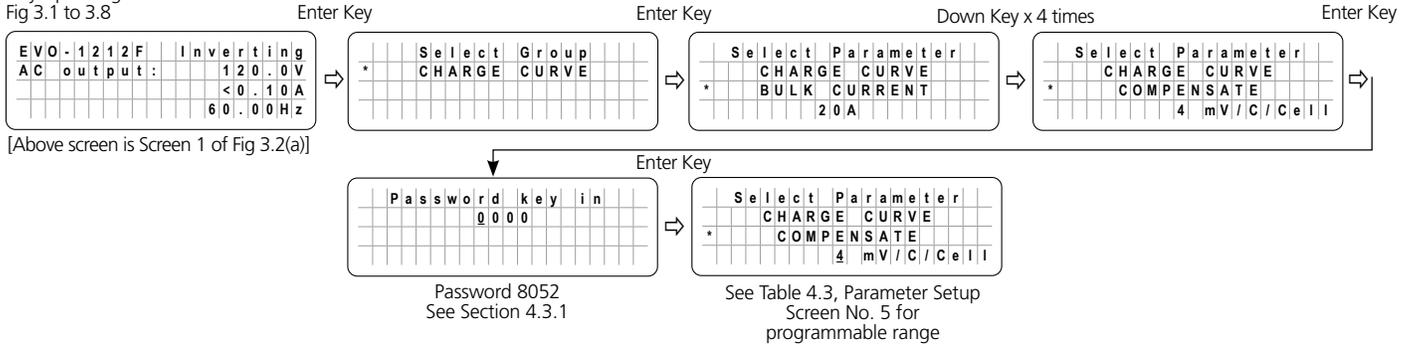 Fig 3.1 to 3.8
Enter Key
Enter Key
Down Key x 4 times
Enter Key
EVO-1212F Inverting
AC output: 120.0V
<0.10A
60.00Hz
[Above screen is Screen 1 of Fig 3.2(a)]
Select Group
* CHARGE CURVE
Select Parameter
CHARGE CURVE
* BULK CURRENT
20A
Select Parameter
CHARGE CURVE
* COMPENSATE
4 mV/C/Cell
Enter Key
Password key in
0000
Password 8052
See Section 4.3.1
Select Parameter
CHARGE CURVE
* COMPENSATE
4 mV/C/Cell
See Table 4.3, Parameter Setup
Screen No. 5 for
programmable range